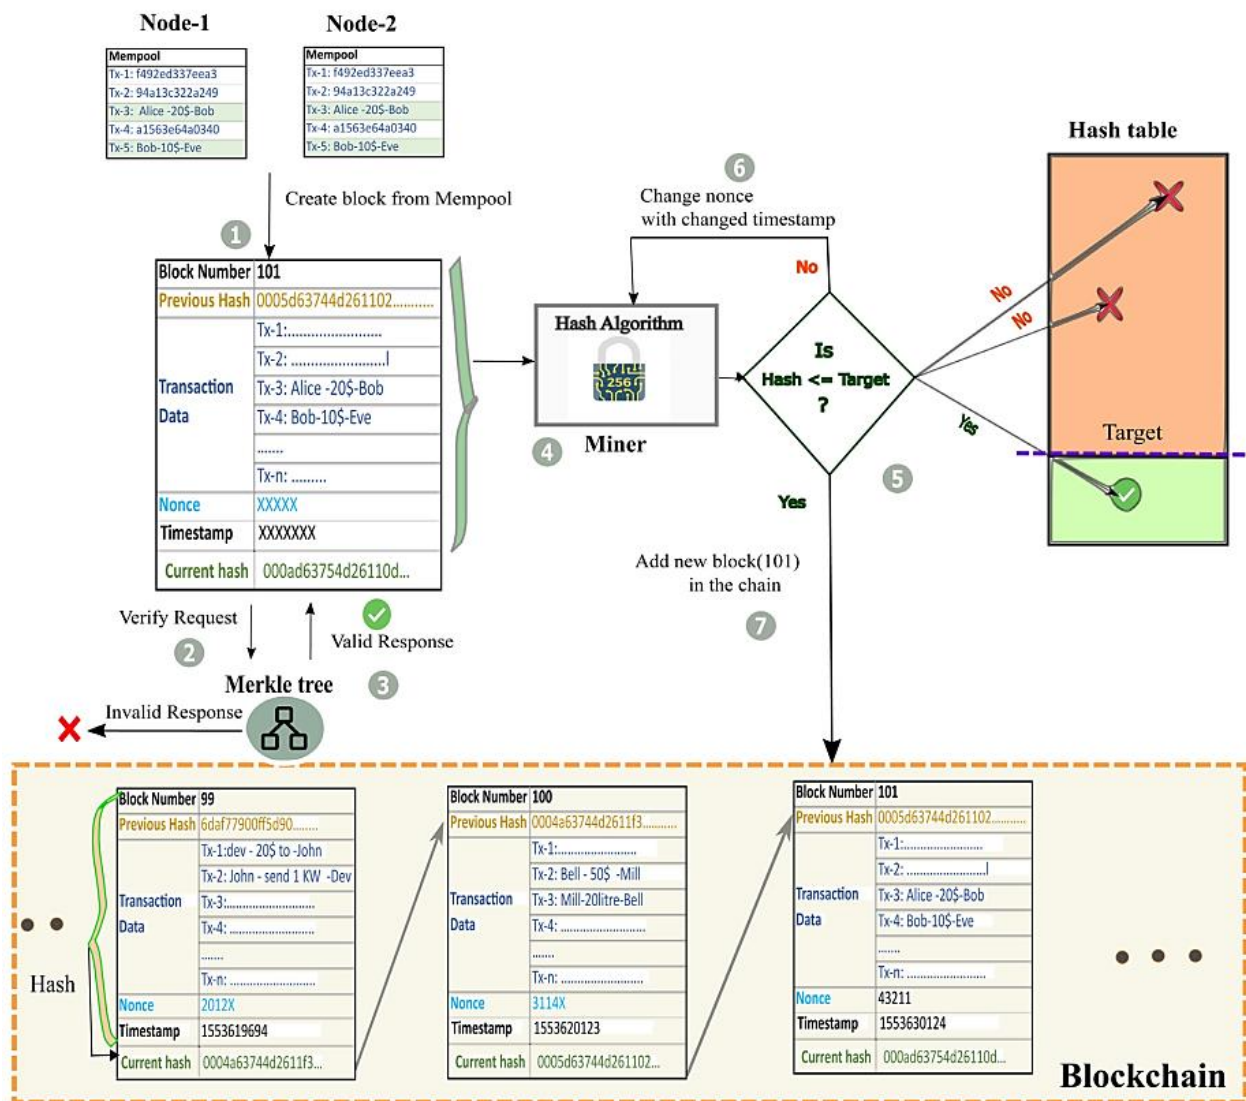 Node-1
Mempool
Tx-1: f492ed337eea3
Tx-2: 94a13c322a249
Tx-3: Alice -20$-Bob
Tx-4: a1563e64a0340
Tx-5: Bob-10$-Eve
Node-2
Mempool
Tx-1: f492ed337eea3
Tx-2: 94a13c322a249
Tx-3: Alice -20$-Bob
Tx-4: a1563e64a0340
Tx-5: Bob-10$-Eve
Create block from Mempool
1
Block Number 101
Previous Hash 0005d63744d261102...........
Transaction
Data
Tx-1:........................
Tx-2: ........................l
Tx-3: Alice -20$-Bob
Tx-4: Bob-10$-Eve
.......
Tx-n: .........
Nonce XXXXX
Timestamp XXXXXXX
Current hash 000ad63754d26110d...
Verify Request
2
Valid Response
3
Merkle tree
Invalid Response
Hash Algorithm
256
Miner
4
6
Change nonce
with changed timestamp
No
Is
Hash <= Target
?
Yes
5
Hash table
No
No
Yes
Target
Add new block(101)
in the chain
7
Hash
Block Number 99
Previous Hash 6daf77900ff5d90........
Transaction
Data
Tx-1:dev - 20$ to -John
Tx-2: John - send 1 KW -Dev
Tx-3:........................
Tx-4: ........................
.......
Tx-n: ........................
Nonce 2012X
Timestamp 1553619694
Current hash 0004a63744d2611f3...
Block Number 100
Previous Hash 0004a63744d2611f3...........
Transaction
Data
Tx-1:........................
Tx-2: Bell - 50$ -Mill
Tx-3: Mill-20litre-Bell
Tx-4: ........................
.......
Tx-n:........................
Nonce 3114X
Timestamp 1553620123
Current hash 0005d63744d261102...
Block Number 101
Previous Hash 0005d63744d261102...........
Transaction
Data
Tx-1:........................
Tx-2: ........................l
Tx-3: Alice -20$-Bob
Tx-4: Bob-10$-Eve
.......
Tx-n: ........................
Nonce 43211
Timestamp 1553630124
Current hash 000ad63754d26110d...
Blockchain